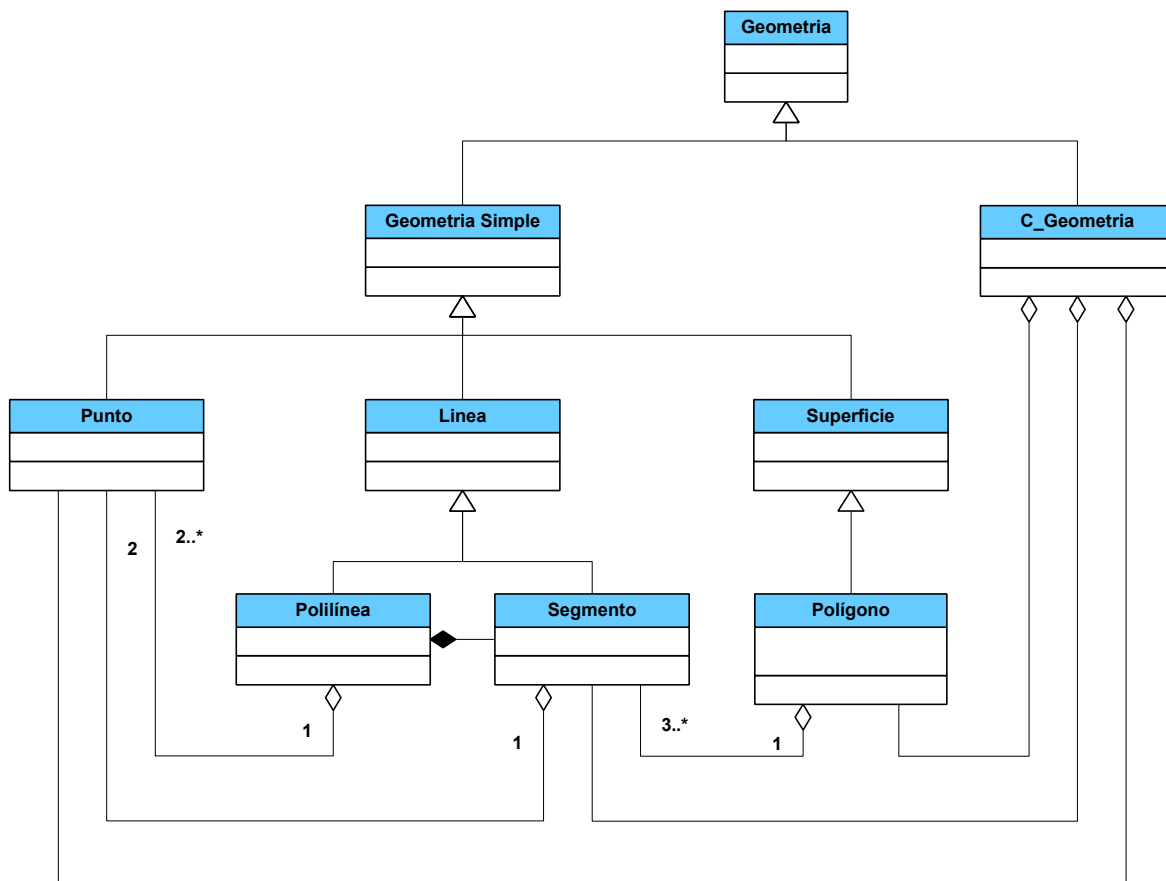 Geometria
Geometria Simple
C_Geometria
Punto
Linea
Superficie
2
2..*
Polilínea
Segmento
Polígono
1
1
3..*
1